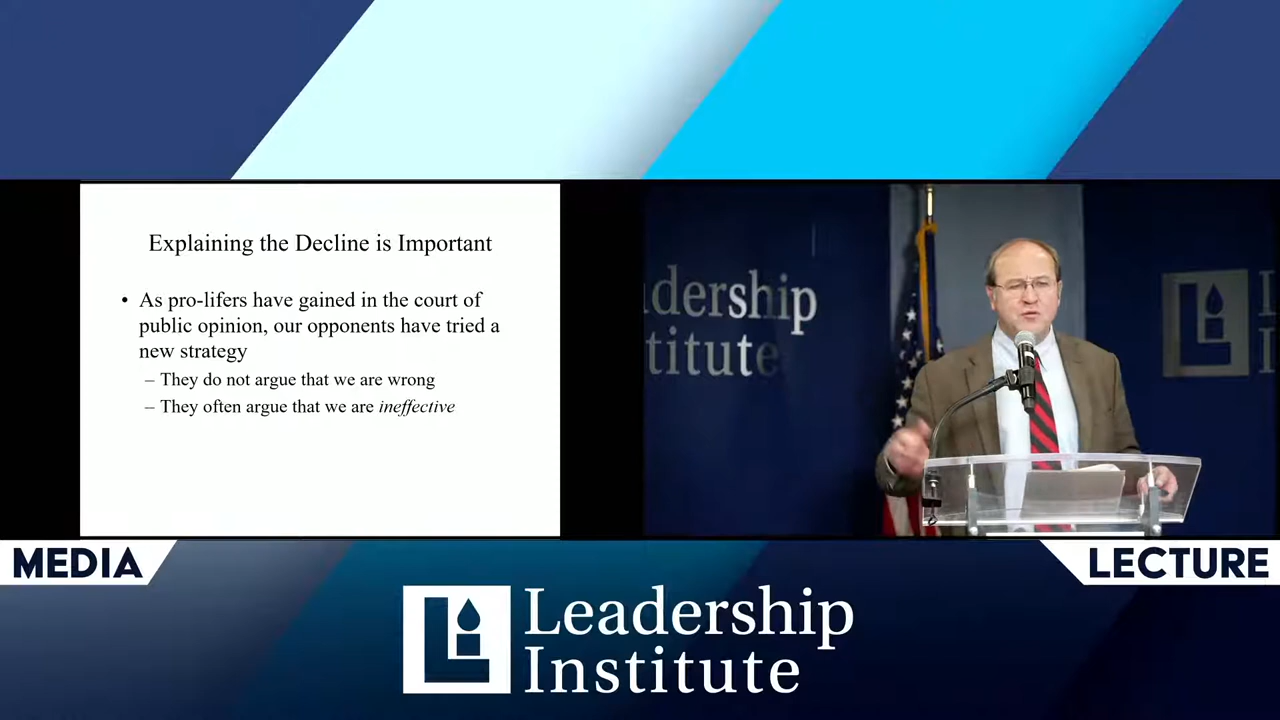 Explaining the Decline is Important
• As pro-lifers have gained in the court of
public opinion, our opponents have tried a
new strategy
– They do not argue that we are wrong
– They often argue that we are ineffective
dership
titute
MEDIA
LECTURE
Leadership
Institute